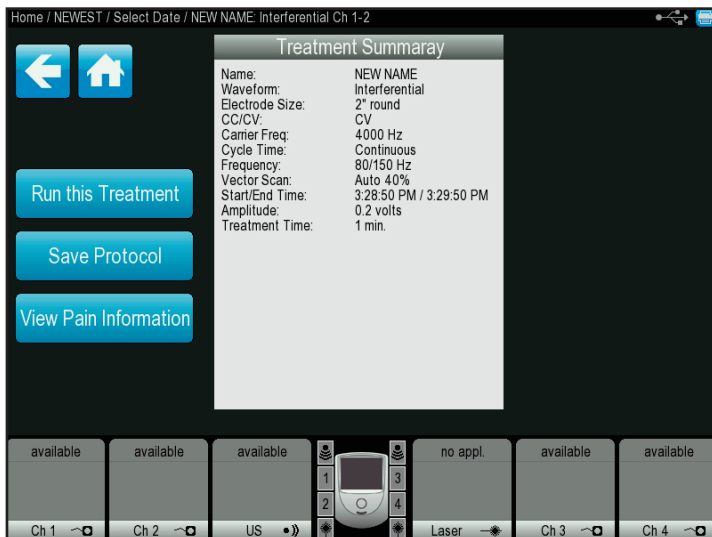 Home / NEWEST / Select Date / NEW NAME: Interferential Ch 1-2
Treatment Summaray
Name: NEW NAME
Waveform: Interferential
Electrode Size: 2" round
CC/CV: CV
Carrier Freq: 4000 Hz
Cycle Time: Continuous
Frequency: 80/150 Hz
Vector Scan: Auto 40%
Start/End Time: 3:28:50 PM / 3:29:50 PM
Amplitude: 0.2 volts
Treatment Time: 1 min.
Run this Treatment
Save Protocol
View Pain Information
available available available no appl. available available
1 3
2 4
Ch 1 Ch 2 US Laser Ch 3 Ch 4